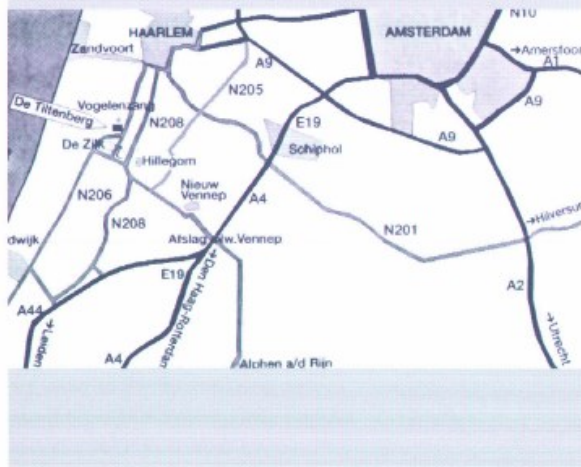 N10
HAARLEM
AMSTERDAM
Zandvoort
→Amersfoor
A1
A9
N205
A9
Vogelenzang
De Tiltenberg
N208
E19
A9
De Zilk
Hillegom
Schiphol
N206
Nieuw
Vennep
A4
N208
N201
→Hilversum
dwijk
Afslag Nw. Vennep
E19
→Den Haag-Rotterdam
A2
A44
→Leiden
→Utrecht
A4
Alphen a/d Rijn